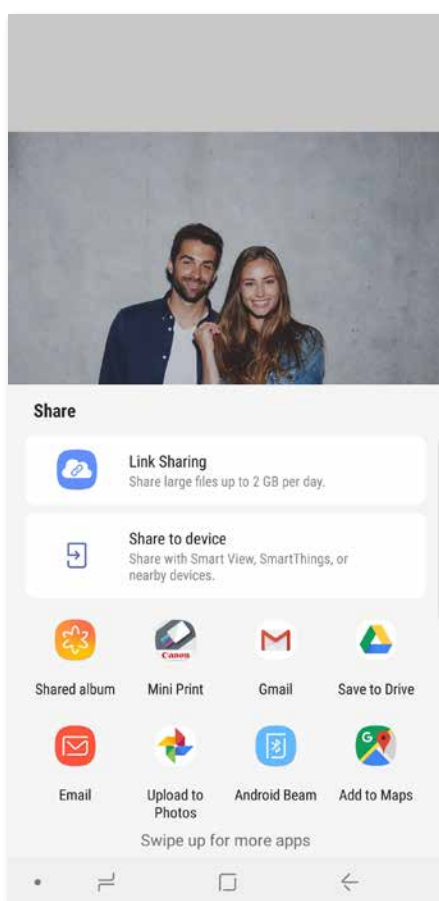 Share
Link Sharing
Share large files up to 2 GB per day.
Share to device
Share with Smart View, SmartThings, or
nearby devices.
Canon
G
Shared album Mini Print Gmail Save to Drive
Email Upload to Photos Android Beam Add to Maps
Swipe up for more apps